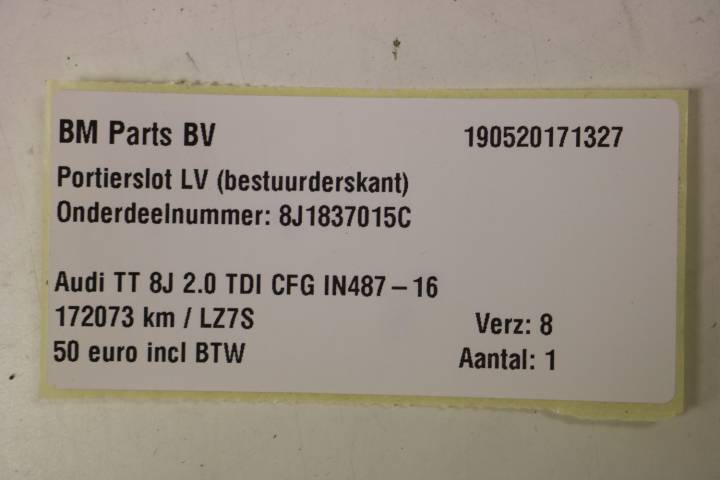 BM Parts BV 190520171327
Portierslot LV (bestuurderskant)
Onderdeelnummer: 8J1837015C
Audi TT 8J 2.0 TDI CFG IN487 – 16
172073 km / LZ7S Verz: 8
50 euro incl BTW Aantal: 1